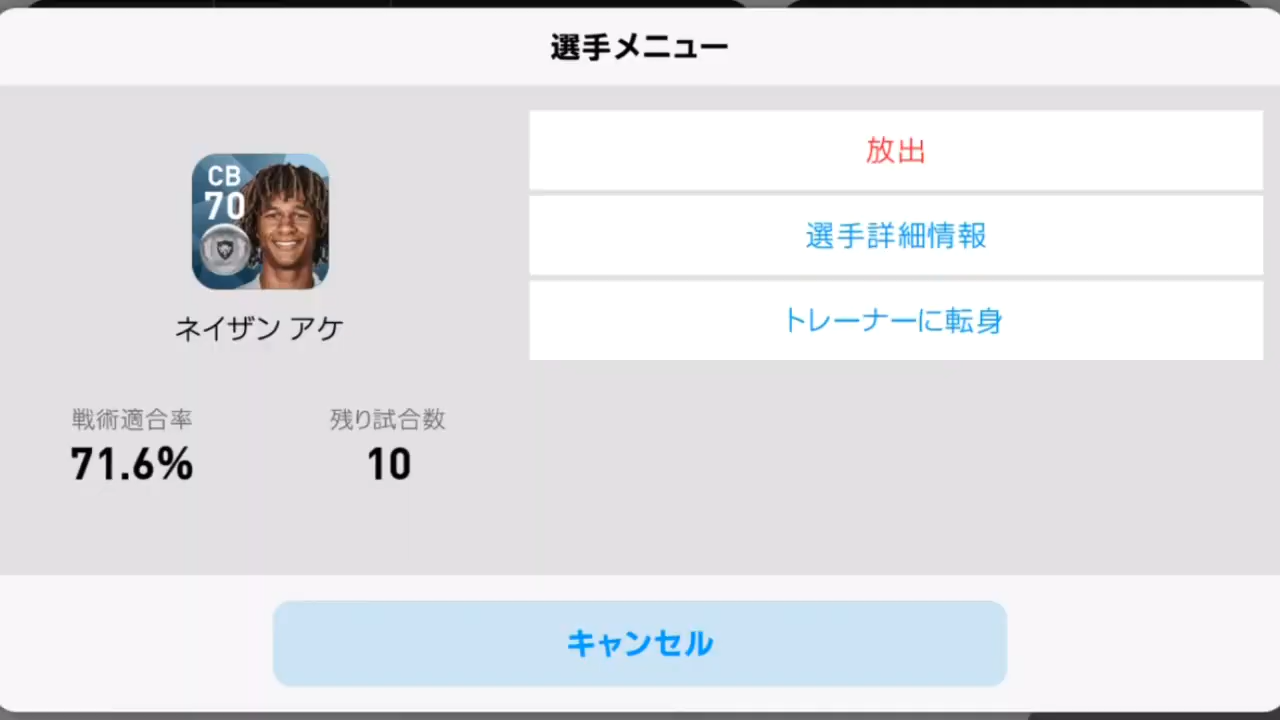 選手メニュー
CB
70
ネイザン アケ
戦術適合率
71.6%
残り試合数
10
放出
選手詳細情報
トレーナーに転身
キャンセル